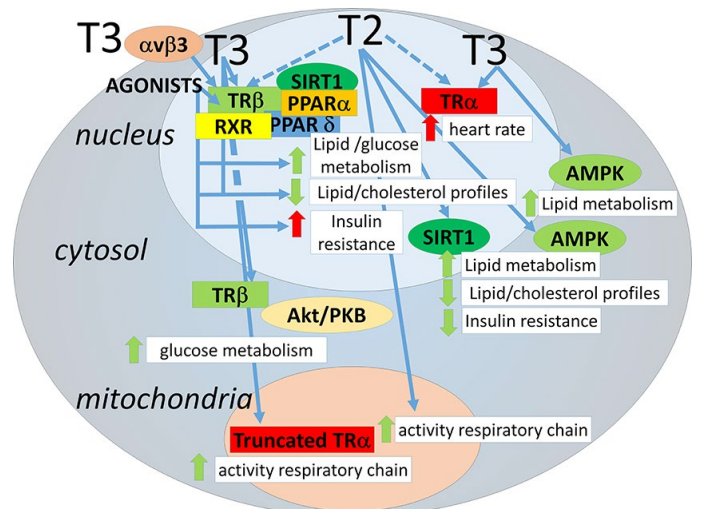 T3
αvβ3
T3
T2
T3
AGONISTS
SIRT1
TRβ
PPARα
RXR
PPAR δ
TRα
nucleus
heart rate
Lipid /glucose
metabolism
Lipid/cholesterol profiles
Insulin
resistance
AMPK
Lipid metabolism
cytosol
SIRT1
AMPK
Lipid metabolism
Lipid/cholesterol profiles
Insulin resistance
TRβ
Akt/PKB
glucose metabolism
mitochondria
Truncated TRα
activity respiratory chain
activity respiratory chain